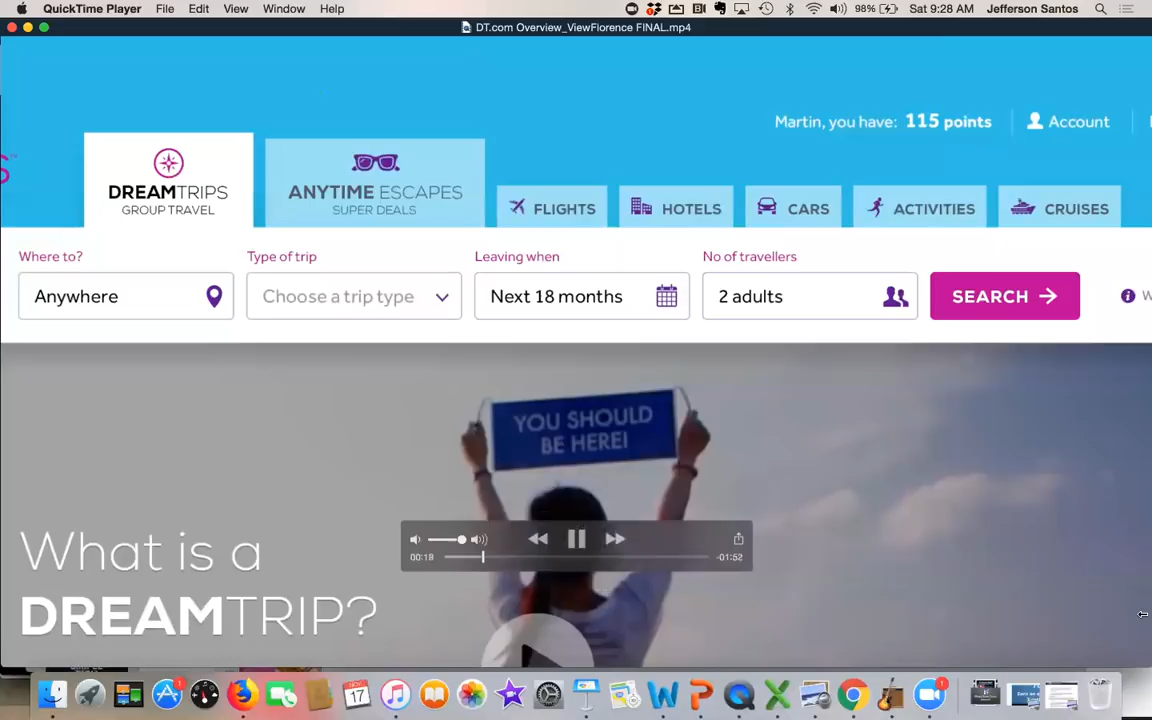 QuickTime Player File Edit View Window Help 98% Sat 9:28 AM Jefferson Santos
DT.com Overview_ViewFlorence FINAL.mp4
Martin, you have: 115 points Account
DREAMTRIPS
GROUP TRAVEL
ANYTIME ESCAPES
SUPER DEALS
FLIGHTS
HOTELS
CARS
ACTIVITIES
CRUISES
Where to? Type of trip Leaving when No of travellers
Anywhere Choose a trip type Next 18 months 2 adults SEARCH
YOU SHOULD
BE HERE!
00:18 -01:52
What is a
DREAMTRIP?
NOV
17